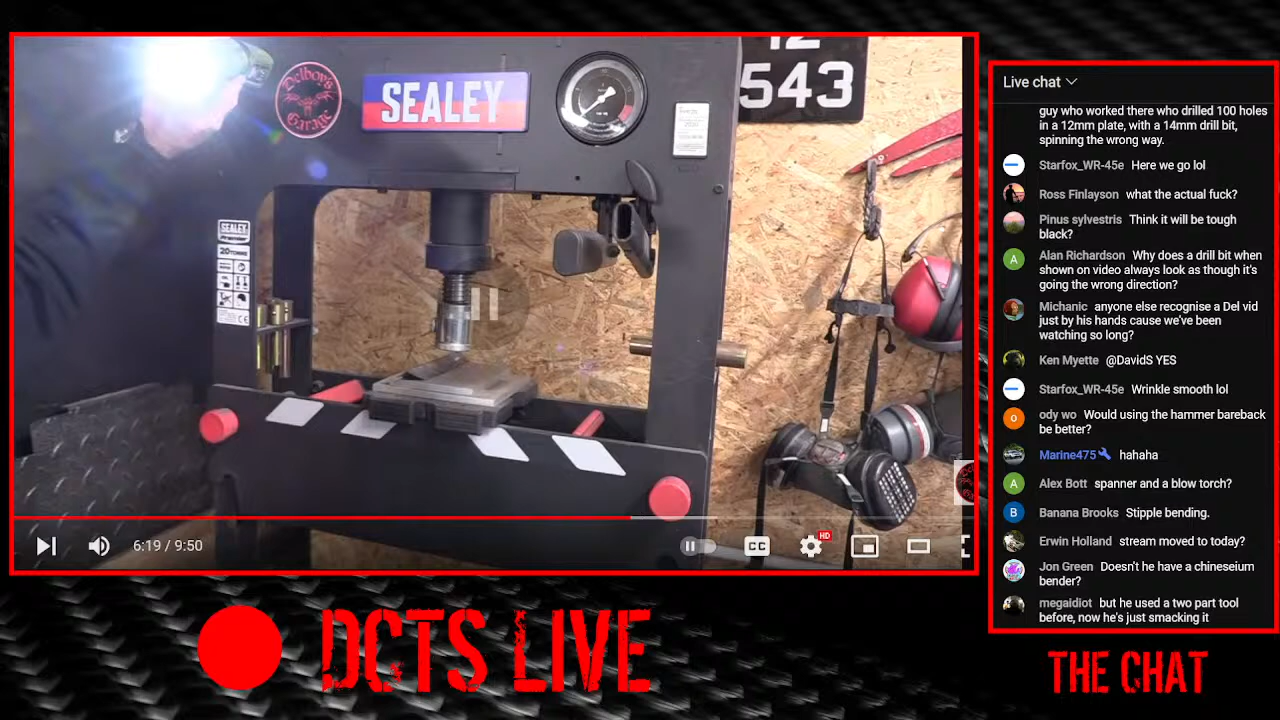 Delboy's
Garage
SEALEY
12
543
SEALEY
20TONNE
6:19 / 9:50
CC
HD
DCTS LIVE
Live chat
guy who worked there who drilled 100 holes
in a 12mm plate with a 14mm drill bit,
spinning the wrong way.
Starfox_WR-45e Here we go lol
Ross Finlayson what the actual fuck?
Pinus sylvestris Think it will be tough
black?
A
Alan Richardson Why does a drill bit when
shown on video always look as though it's
going the wrong direction?
Michanic anyone else recognise a Del vid
just by his hands cause we've been
watching so long?
Ken Myette @DavidS YES
Starfox_WR-45e Wrinkle smooth lol
o
ody wo Would using the hammer bareback
be better?
Marine475 hahaha
A
Alex Bott spanner and a blow torch?
B
Banana Brooks Stipple bending.
Erwin Holland stream moved to today?
Jon Green Doesn't he have a chineseium
bender?
megaidiot but he used a two part tool
before, now he's just smacking it
THE CHAT